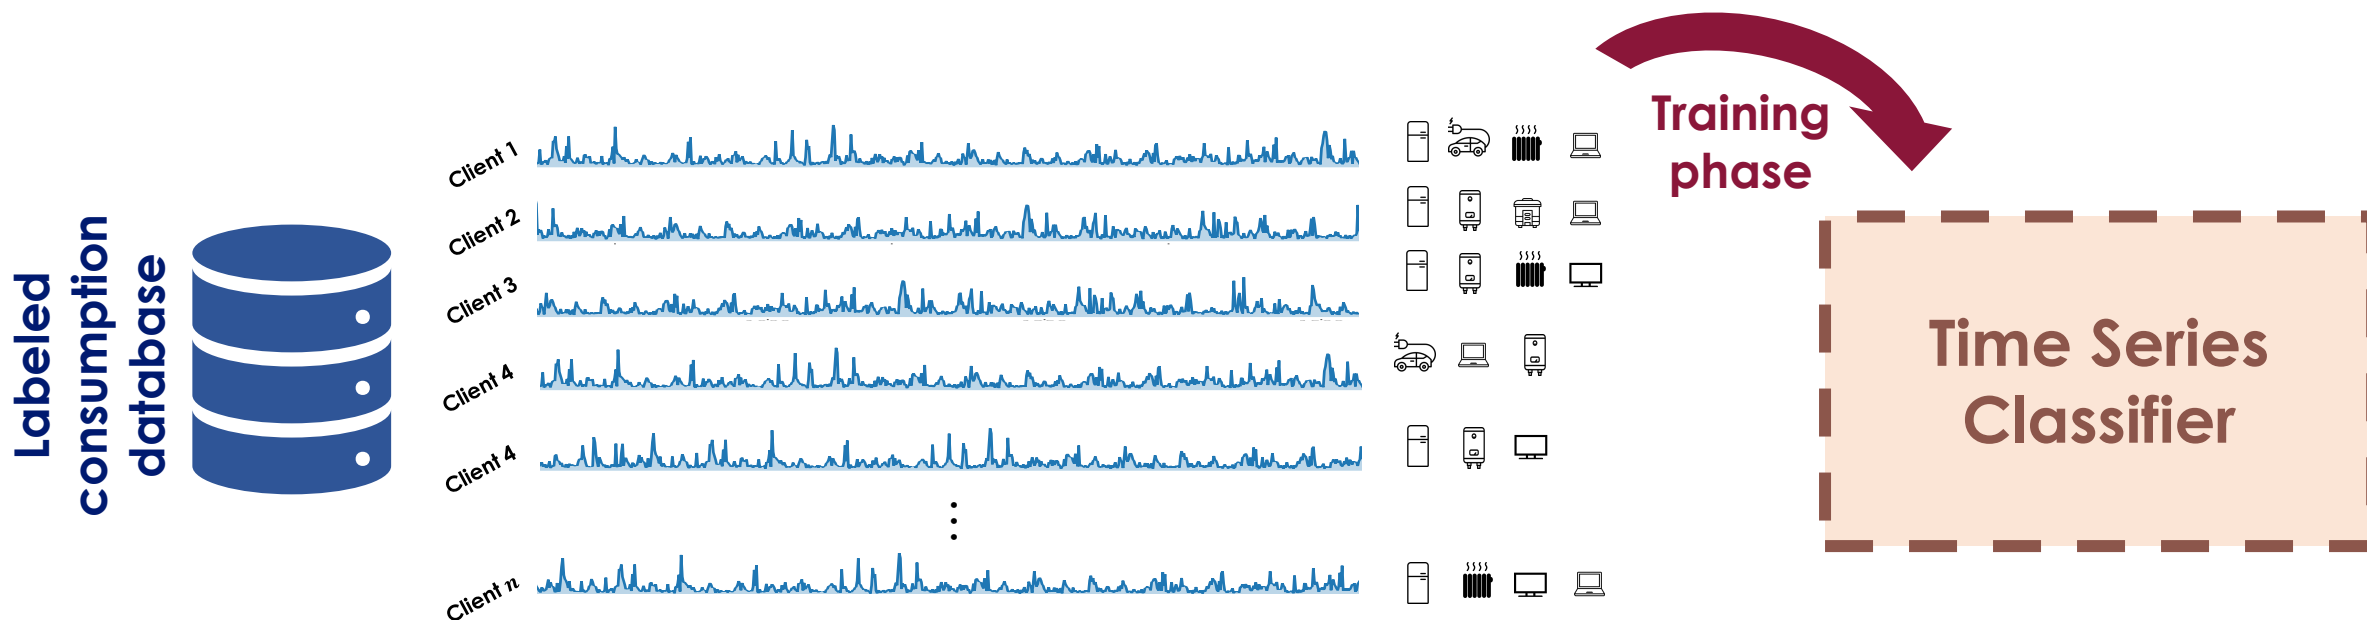 Labeled
consumption
database
Client 1
Client 2
Client 3
Client 4
Client 4
Client n
Training
phase
Time Series
Classifier